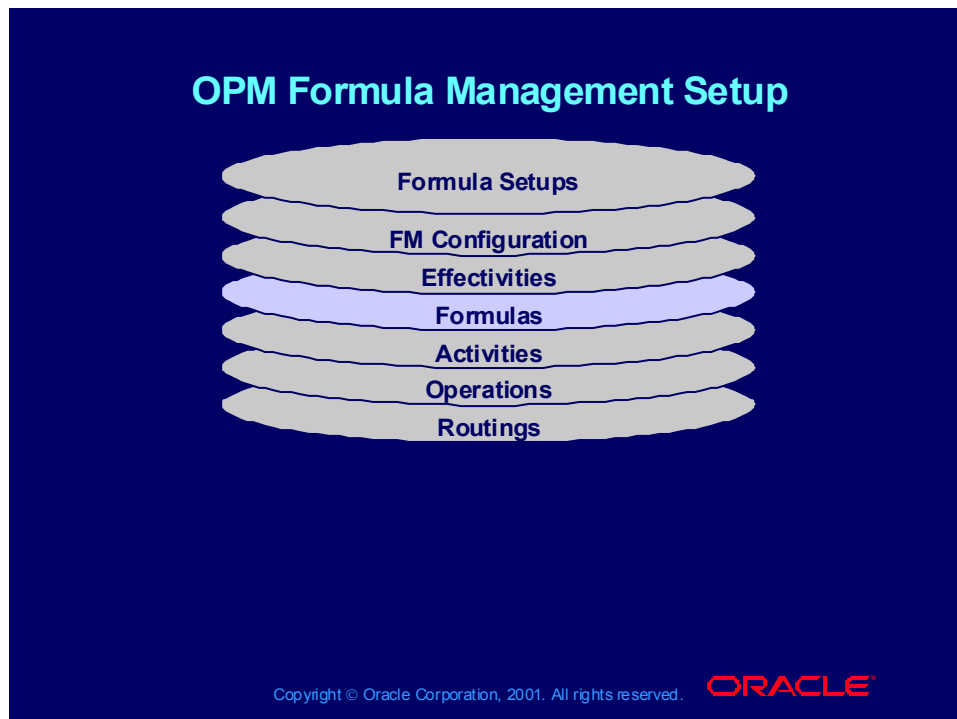 OPM Formula Management Setup
Formula Setups
FM Configuration
Effectivities
Formulas
Activities
Operations
Routings
Copyright © Oracle Corporation, 2001. All rights reserved.
ORACLE®